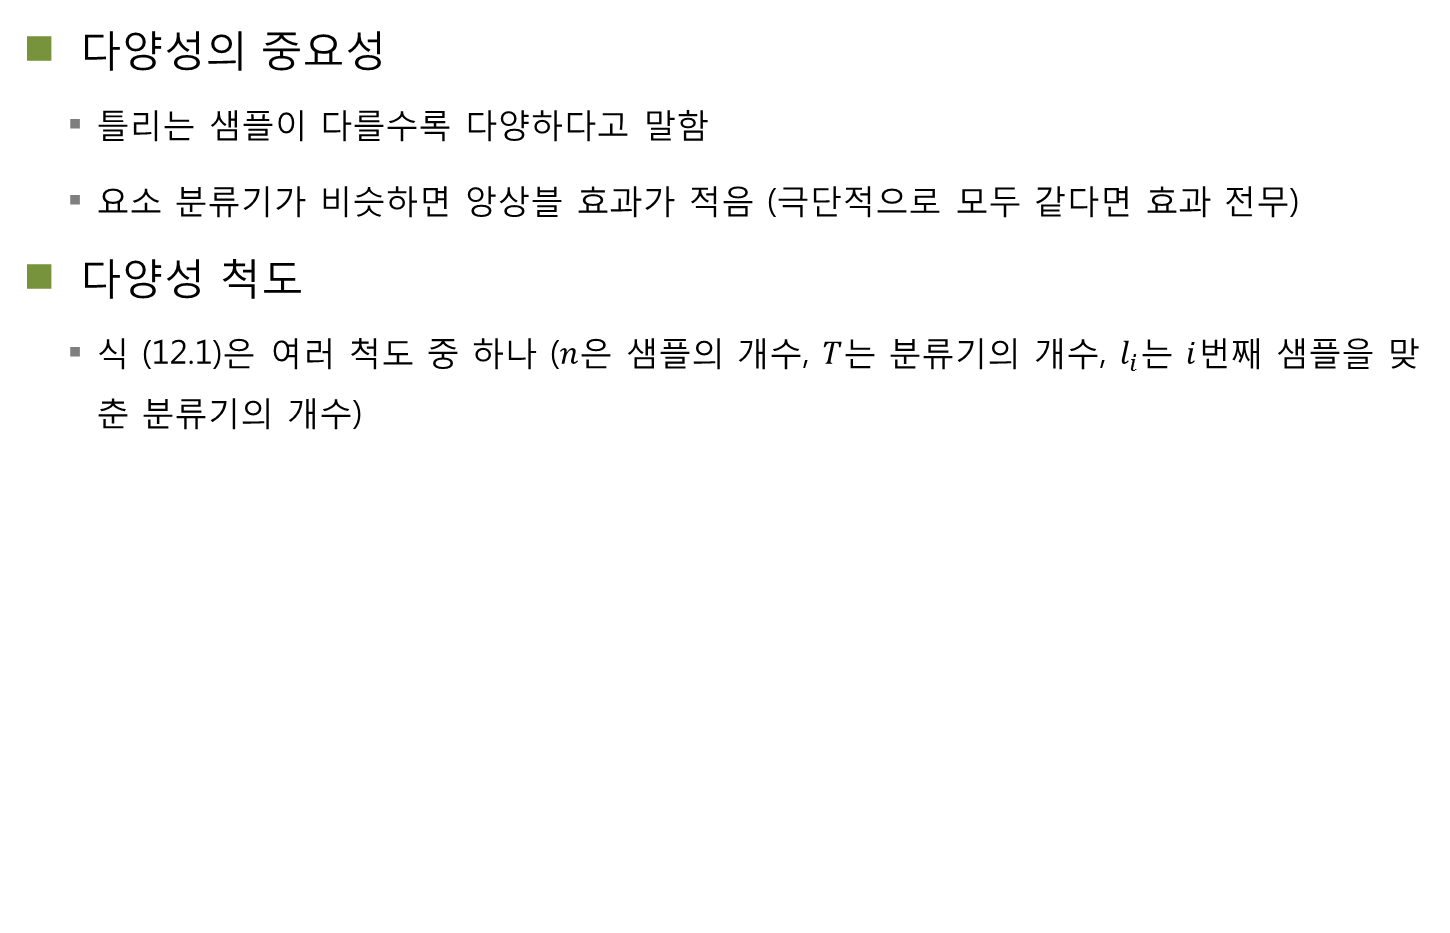 다양성의 중요성
틀리는 샘플이 다를수록 다양하다고 말함
요소 분류기가 비슷하면 앙상블 효과가 적음 (극단적으로 모두 같다면 효과 전무)
다양성 척도
식 (12.1)은 여러 척도 중 하나 (n은 샘플의 개수, T는 분류기의 개수, lᵢ는 i번째 샘플을 맞
춘 분류기의 개수)